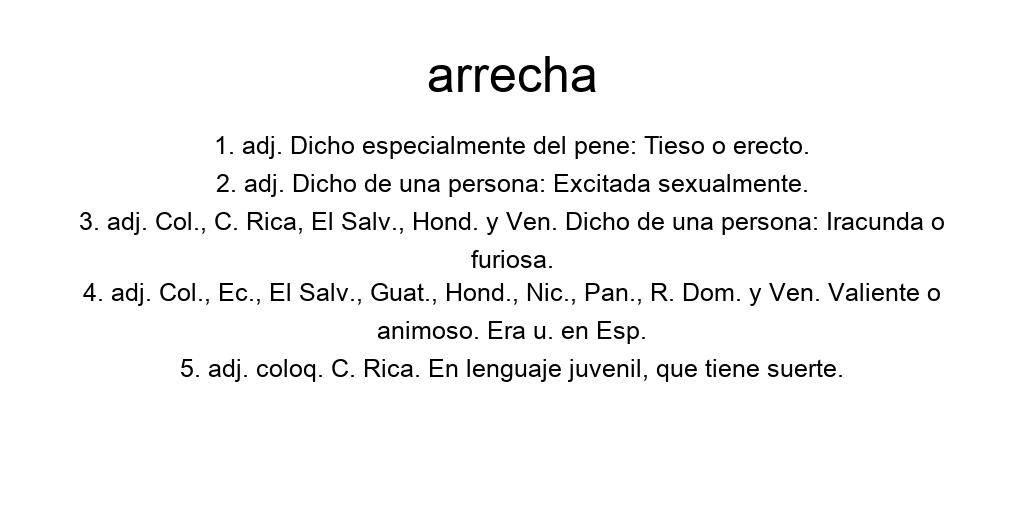 arrecha
1. adj. Dicho especialmente del pene: Tieso o erecto.
2. adj. Dicho de una persona: Excitada sexualmente.
3. adj. Col., C. Rica, El Salv., Hond. y Ven. Dicho de una persona: Iracunda o
furiosa.
4. adj. Col., Ec., El Salv., Guat., Hond., Nic., Pan., R. Dom. y Ven. Valiente o
animoso. Era u. en Esp.
5. adj. coloq. C. Rica. En lenguaje juvenil, que tiene suerte.